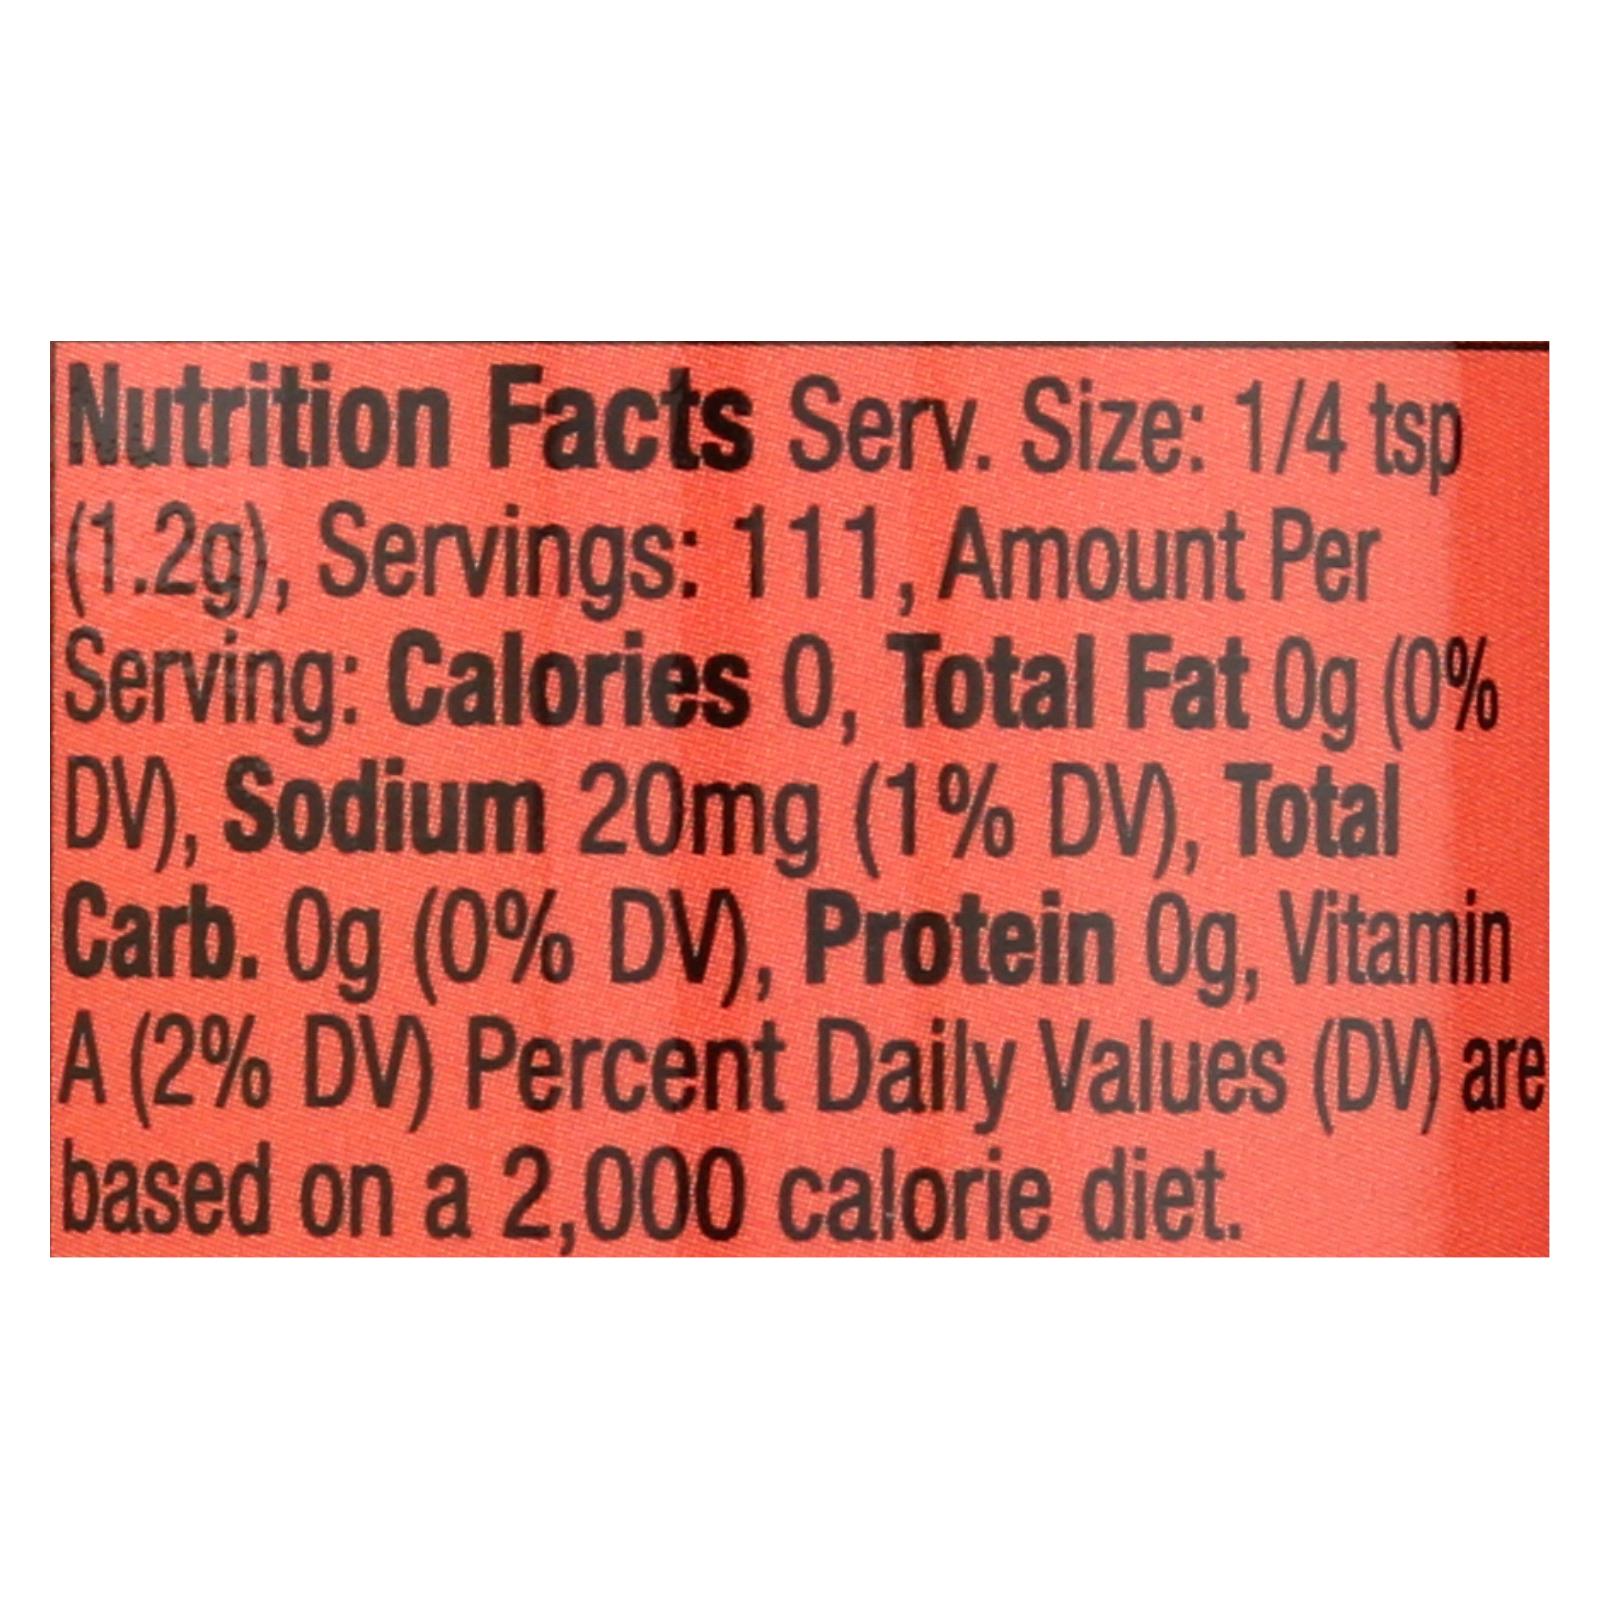 Nutrition Facts Serv. Size: 1/4 tsp
(1.2g), Servings: 111, Amount Per
Serving: Calories 0, Total Fat 0g (0%
DV), Sodium 20mg (1% DV), Total
Carb. 0g (0% DV), Protein 0g, Vitamin
A (2% DV) Percent Daily Values (DV) are
based on a 2,000 calorie diet.